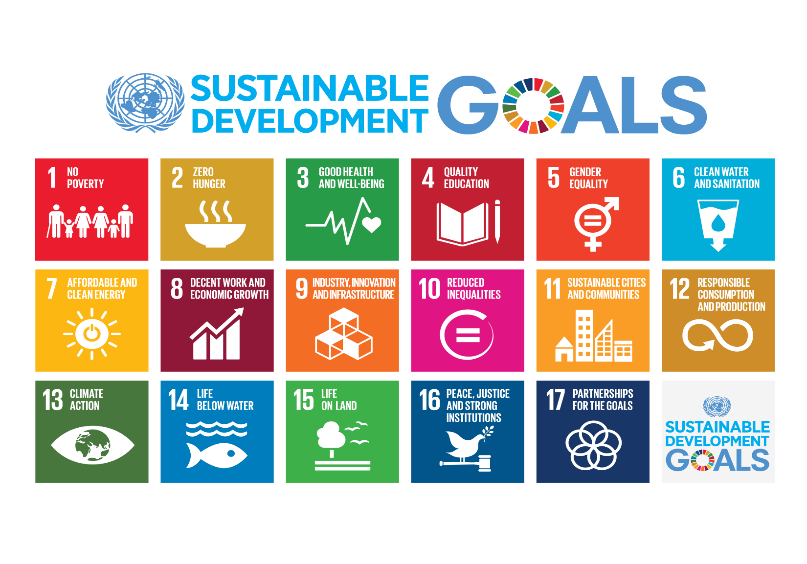 SUSTAINABLE
DEVELOPMENT GOALS
1 NO
POVERTY
2 ZERO
HUNGER
3 GOOD HEALTH
AND WELL-BEING
4 QUALITY
EDUCATION
5 GENDER
EQUALITY
6 CLEAN WATER
AND SANITATION
7 AFFORDABLE AND
CLEAN ENERGY
8 DECENT WORK AND
ECONOMIC GROWTH
9 INDUSTRY, INNOVATION
AND INFRASTRUCTURE
10 REDUCED
INEQUALITIES
11 SUSTAINABLE CITIES
AND COMMUNITIES
12 RESPONSIBLE
CONSUMPTION
AND PRODUCTION
13 CLIMATE
ACTION
14 LIFE
BELOW WATER
15 LIFE
ON LAND
16 PEACE, JUSTICE
AND STRONG
INSTITUTIONS
17 PARTNERSHIPS
FOR THE GOALS
SUSTAINABLE
DEVELOPMENT
GOALS